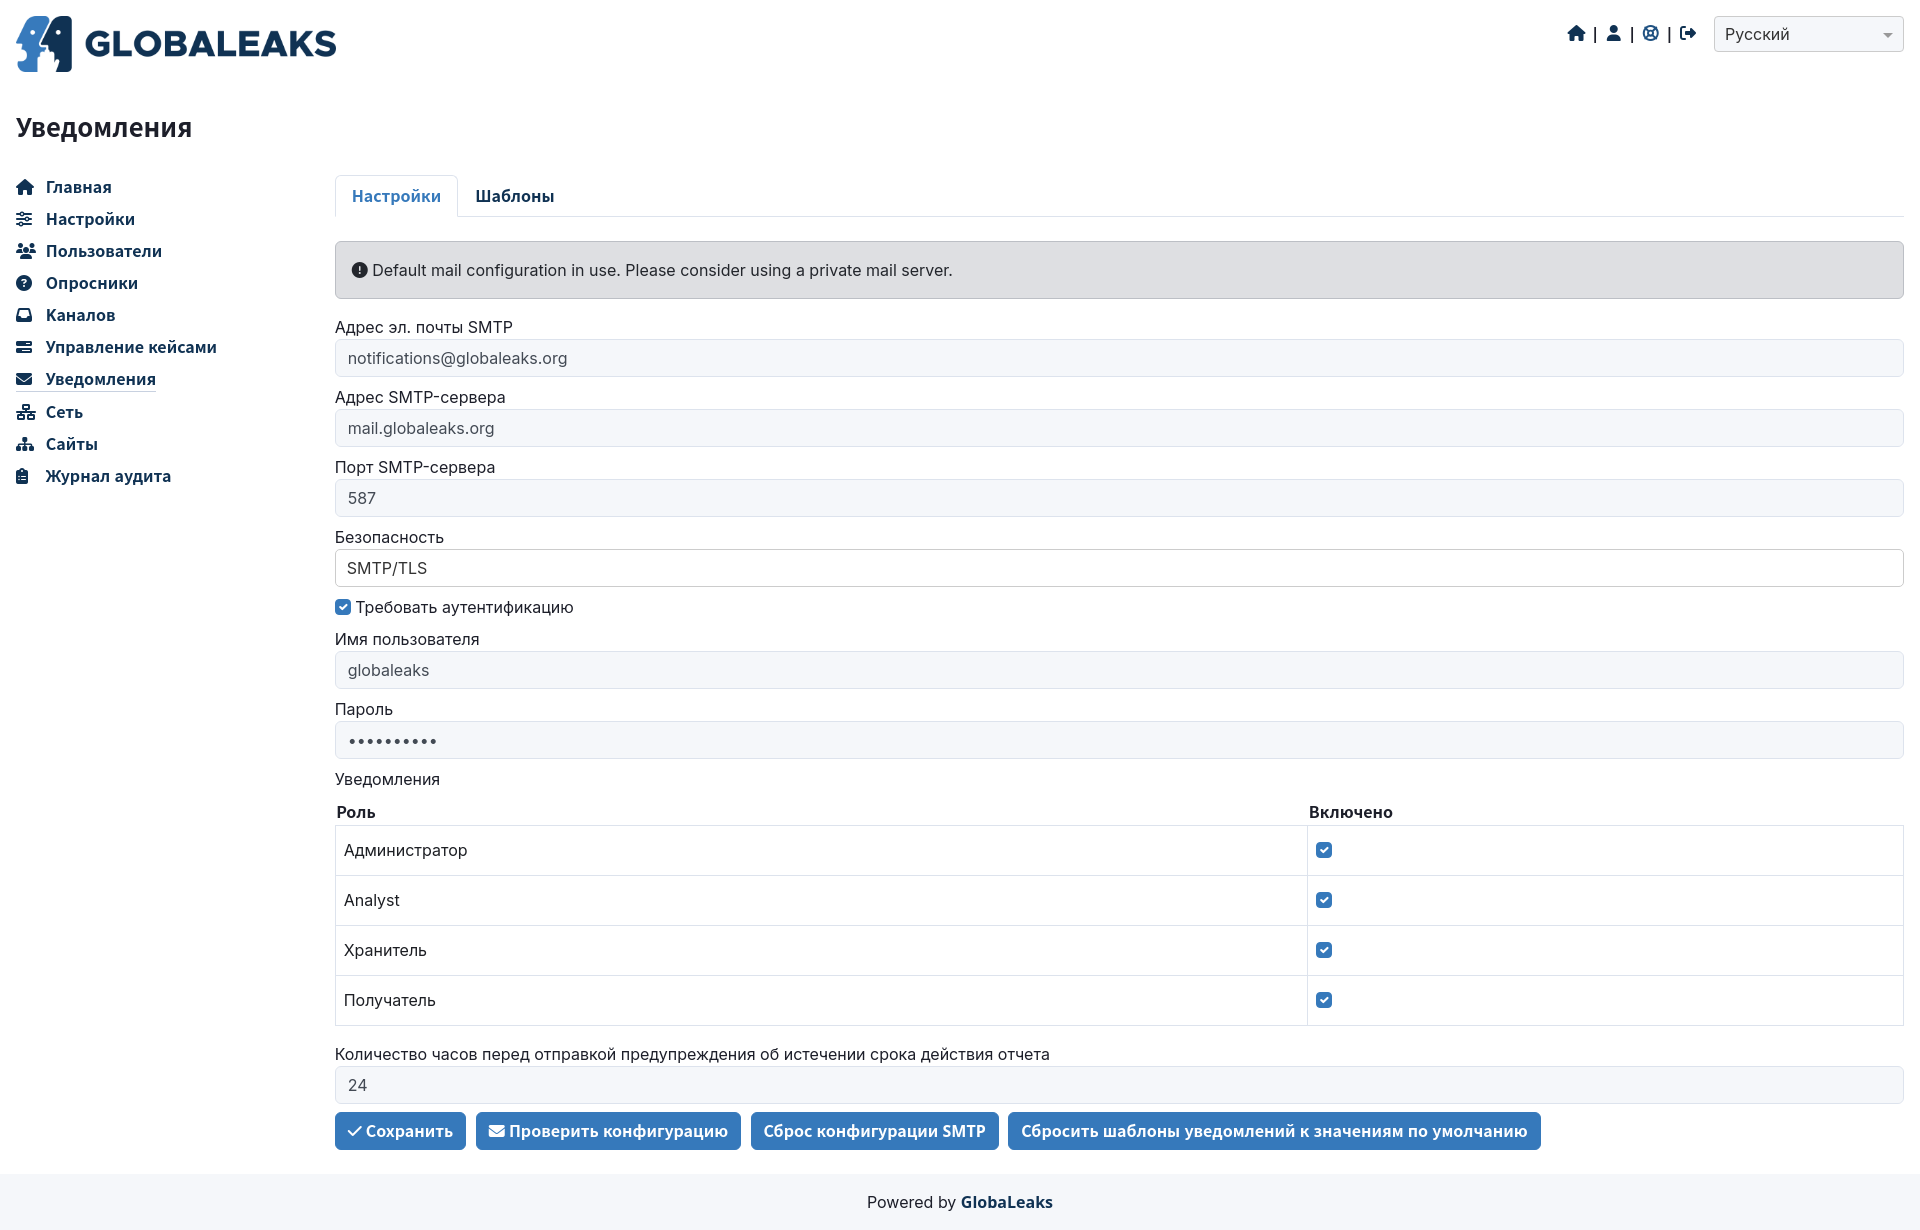 GLOBALEAKS
| | | Русский
Уведомления
Главная
Настройки
Пользователи
Опросники
Каналов
Управление кейсами
Уведомления
Сеть
Сайты
Журнал аудита
Настройки Шаблоны
Default mail configuration in use. Please consider using a private mail server.
Адрес эл. почты SMTP
notifications@globaleaks.org
Адрес SMTP-сервера
mail.globaleaks.org
Порт SMTP-сервера
587
Безопасность
SMTP/TLS
Требовать аутентификацию
Имя пользователя
globaleaks
Пароль
••••••••••
Уведомления
Роль Включено
Администратор
Analyst
Хранитель
Получатель
Количество часов перед отправкой предупреждения об истечении срока действия отчета
24
Сохранить Проверить конфигурацию Сброс конфигурации SMTP Сбросить шаблоны уведомлений к значениям по умолчанию
Powered by GlobaLeaks